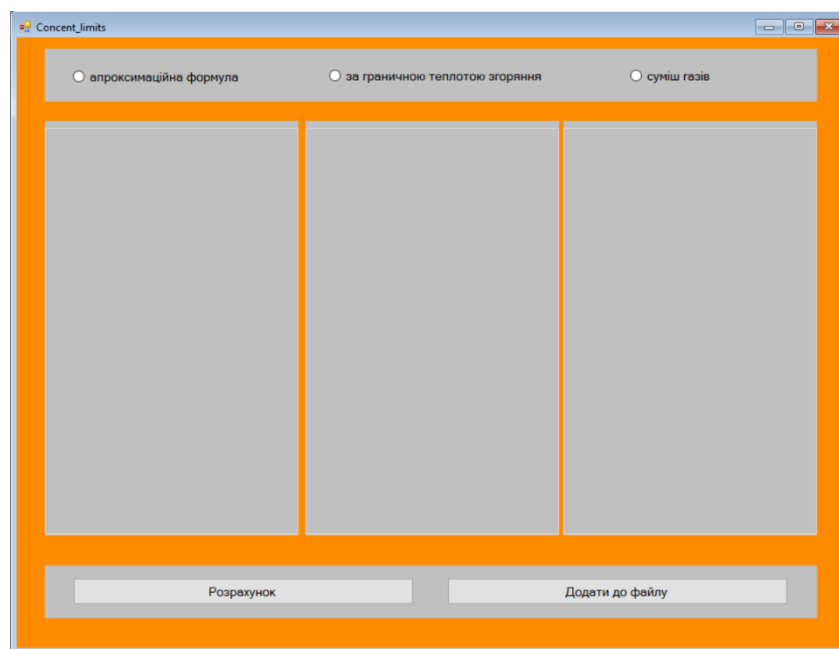 Concent_limits
апроксимаційна формула
за граничною теплотою згоряння
суміш газів
Розрахунок
Додати до файлу